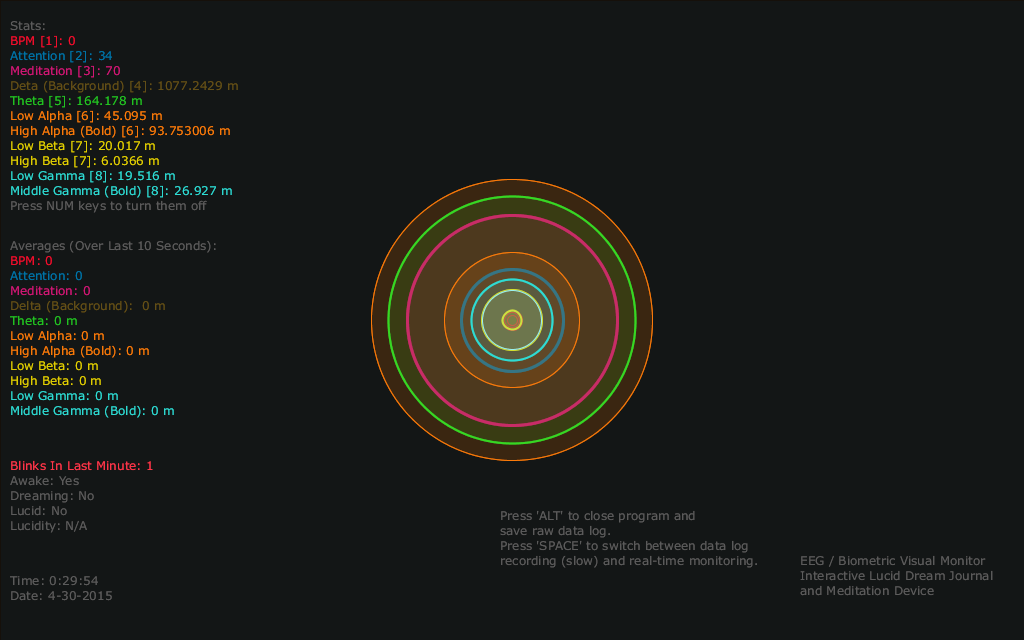 Stats:
BPM [1]: 0
Attention [2]: 34
Meditation [3]: 70
Deta (Background) [4]: 1077.2429 m
Theta [5]: 164.178 m
Low Alpha [6]: 45.095 m
High Alpha (Bold) [6]: 93.753006 m
Low Beta [7]: 20.017 m
High Beta [7]: 6.0366 m
Low Gamma [8]: 19.516 m
Middle Gamma (Bold) [8]: 26.927 m
Press NUM keys to turn them off
Averages (Over Last 10 Seconds):
BPM: 0
Attention: 0
Meditation: 0
Delta (Background):  0 m
Theta: 0 m
Low Alpha: 0 m
High Alpha (Bold): 0 m
Low Beta: 0 m
High Beta: 0 m
Low Gamma: 0 m
Middle Gamma (Bold): 0 m
Blinks In Last Minute: 1
Awake: Yes
Dreaming: No
Lucid: No
Lucidity: N/A
Time: 0:29:54
Date: 4-30-2015
Press 'ALT' to close program and
save raw data log.
Press 'SPACE' to switch between data log
recording (slow) and real-time monitoring.
EEG / Biometric Visual Monitor
Interactive Lucid Dream Journal
and Meditation Device